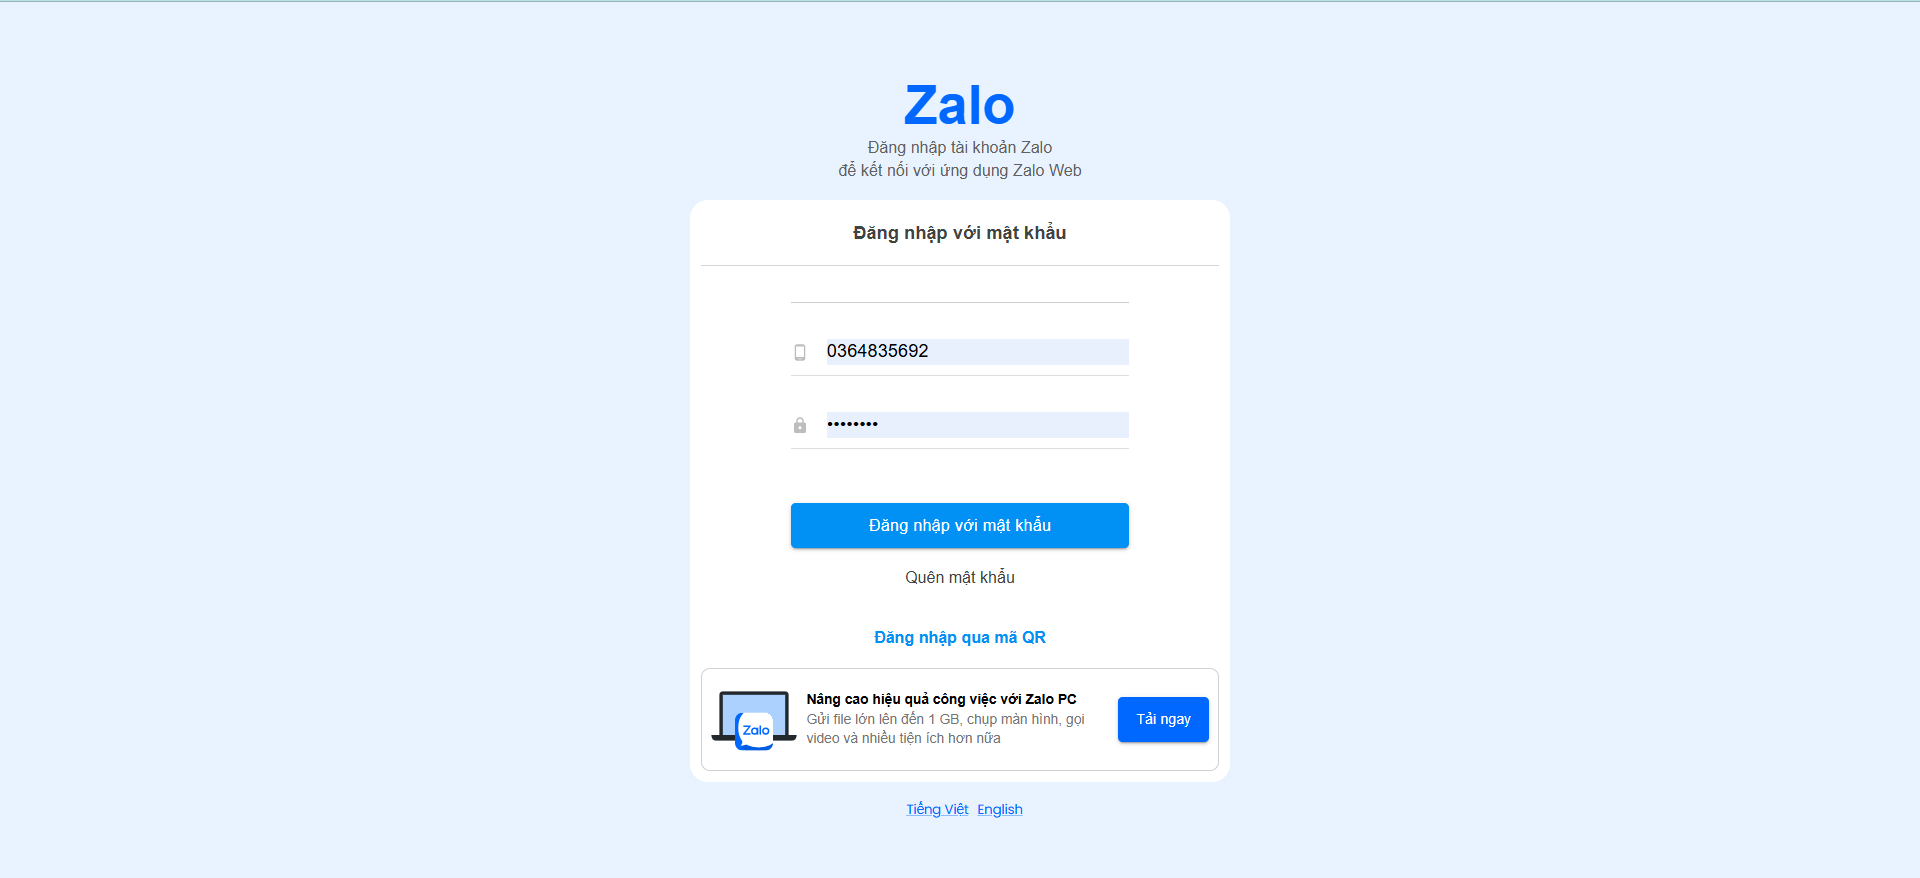 Zalo
Đăng nhập tài khoản Zalo
để kết nối với ứng dụng Zalo Web
Đăng nhập với mật khẩu
0364835692
••••••••
Đăng nhập với mật khẩu
Quên mật khẩu
Đăng nhập qua mã QR
Nâng cao hiệu quả công việc với Zalo PC
Gửi file lớn lên đến 1 GB, chụp màn hình, gọi
video và nhiều tiện ích hơn nữa
Zalo
Tải ngay
Tiếng Việt English